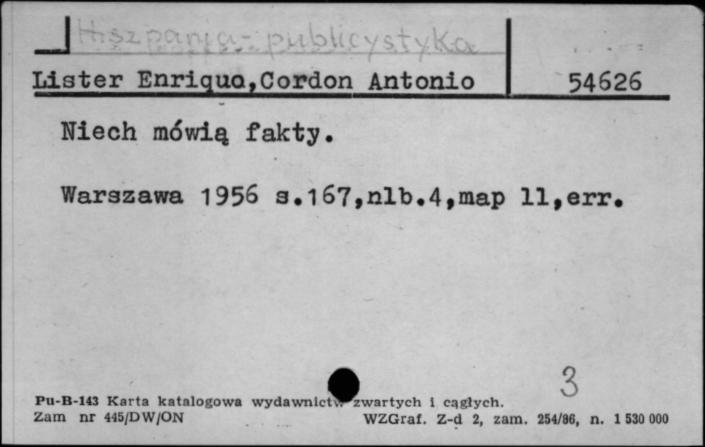 Hiszpania - publicystyka
Lister Enriquo,Cordon Antonio 54626
Niech mówią fakty.
Warszawa 1956 s.167,nlb.4,map 11,err.
3
Pu-B-143 Karta katalogowa wydawnictw zwartych i ciągłych.
Zam nr 445/DW/ON WZGraf. Z-d 2, zam. 254/86, n. 1 530 000